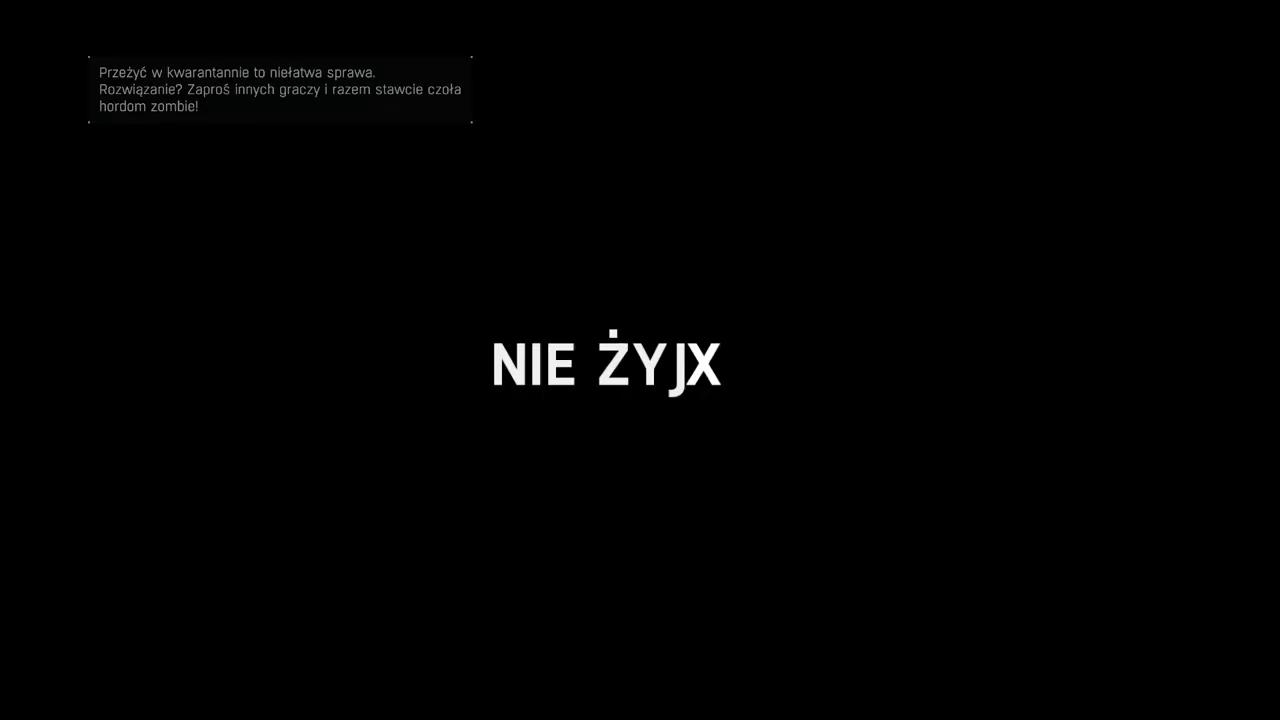 Przeżyć w kwarantannie to niełatwa sprawa.
Rozwiązanie? Zaproś innych graczy i razem stawcie czoła
hordom zombie!
NIE ŻYJX